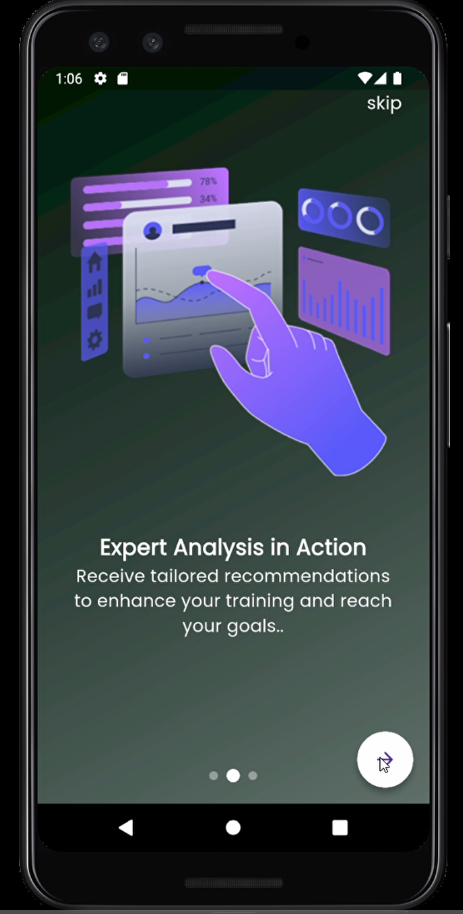 1:06
skip
78%
34%
Expert Analysis in Action
Receive tailored recommendations
to enhance your training and reach
your goals..